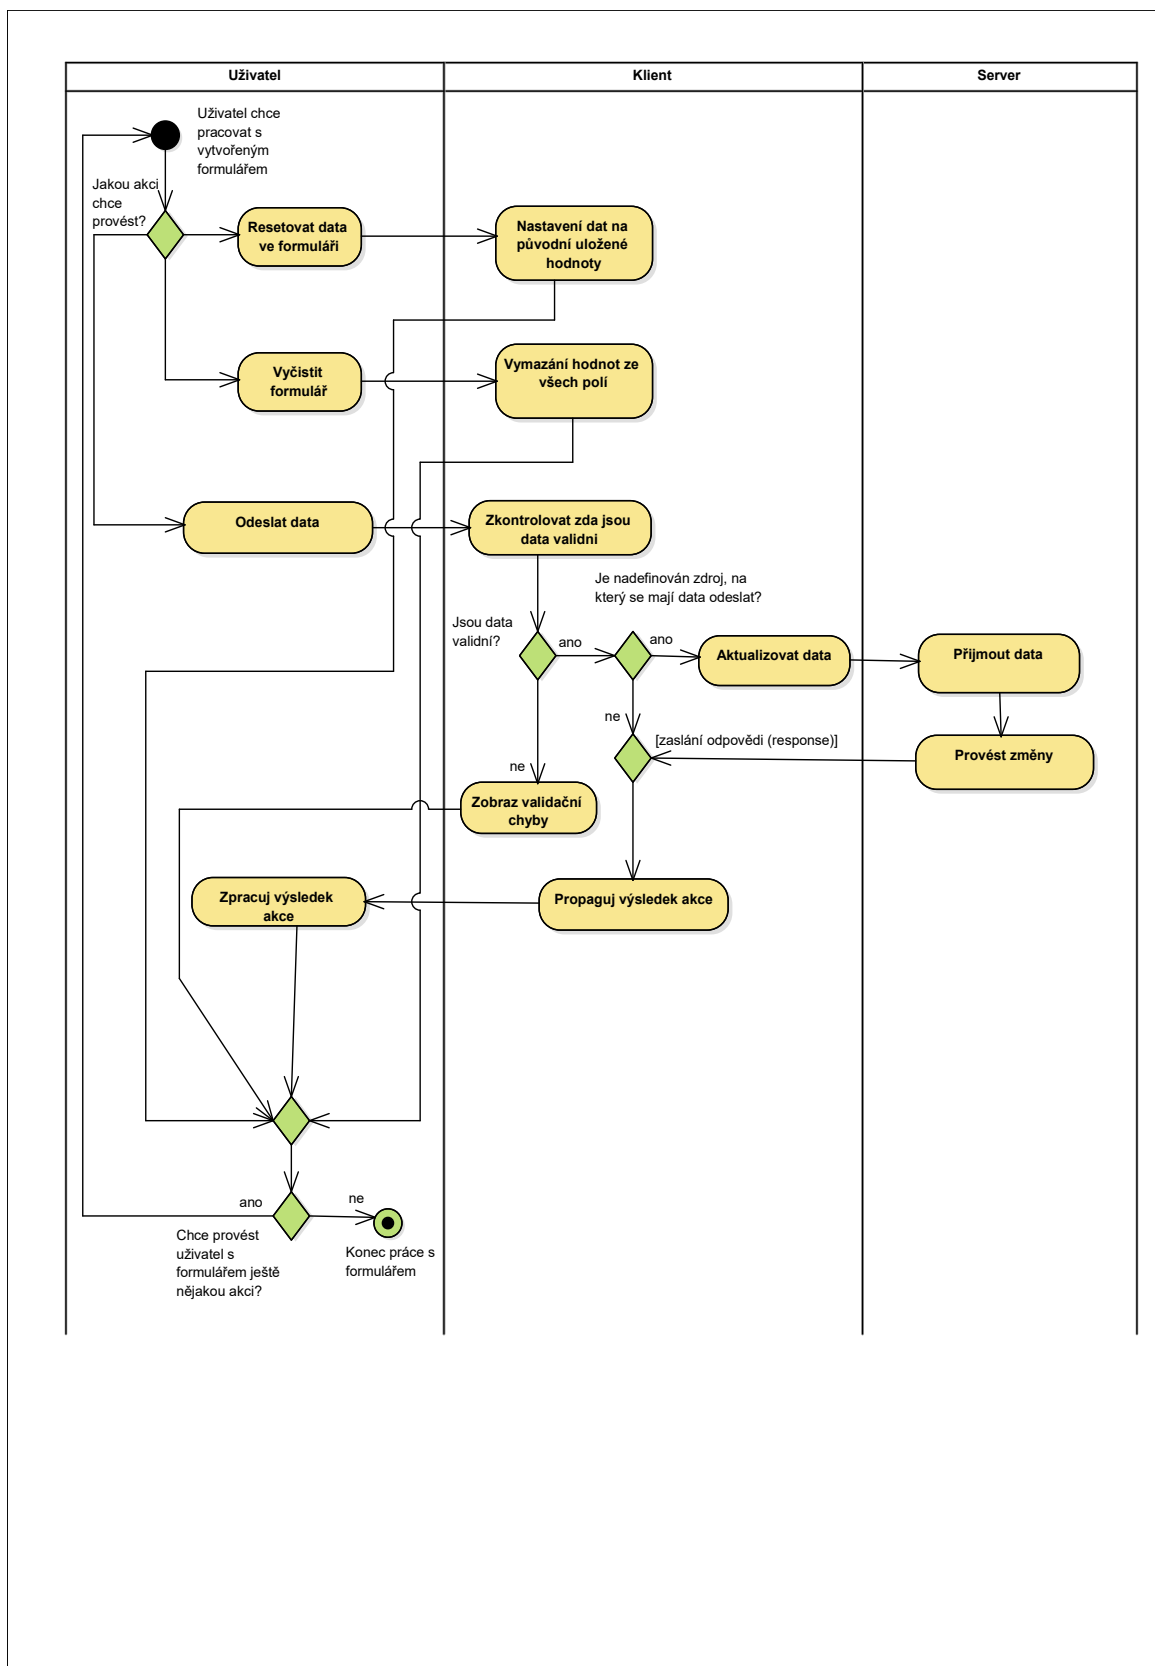 Uživatel
Klient
Server
Uživatel chce
pracovat s
vytvořeným
formulářem
Jakou akci
chce
provést?
Resetovat data
ve formuláři
Nastavení dat na
původní uložené
hodnoty
Vyčistit
formulář
Vymazání hodnot ze
všech polí
Odeslat data
Zkontrolovat zda jsou
data validni
Je nadefinován zdroj, na
který se mají data odeslat?
Jsou data
validní?
ano
ano
Aktualizovat data
Přijmout data
ne
[zaslání odpovědi (response)]
Provést změny
ne
Zobraz validační
chyby
Zpracuj výsledek
akce
Propaguj výsledek akce
ano
ne
Chce provést
uživatel s
formulářem ještě
nějakou akci?
Konec práce s
formulářem